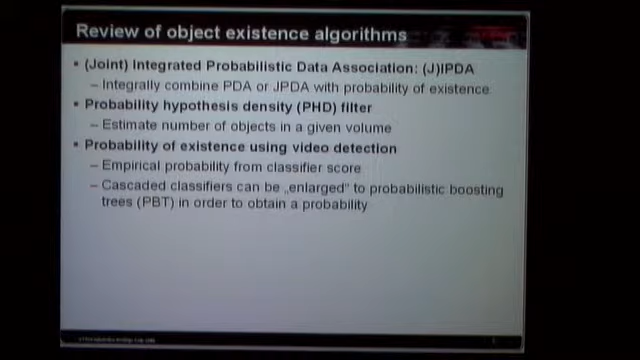 Review of object existence algorithms
▪ (Joint) Integrated Probabilistic Data Association: (J)IPDA
– Integrally combine PDA or JPDA with probability of existence
▪ Probability hypothesis density (PHD) filter
– Estimate number of objects in a given volume
▪ Probability of existence using video detection
– Empirical probability from classifier score
– Cascaded classifiers can be „enlarged" to probabilistic boosting
trees (PBT) in order to obtain a probability